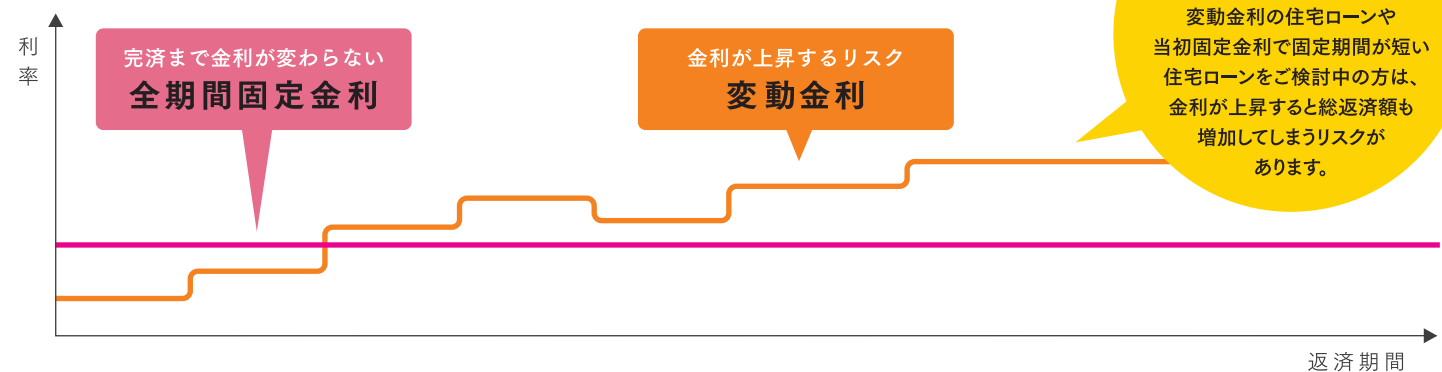 利
率
完済まで金利が変わらない
全期間固定金利
金利が上昇するリスク
変動金利
変動金利の住宅ローンや
当初固定金利で固定期間が短い
住宅ローンをご検討中の方は、
金利が上昇すると総返済額も
増加してしまうリスクが
あります。
返済期間